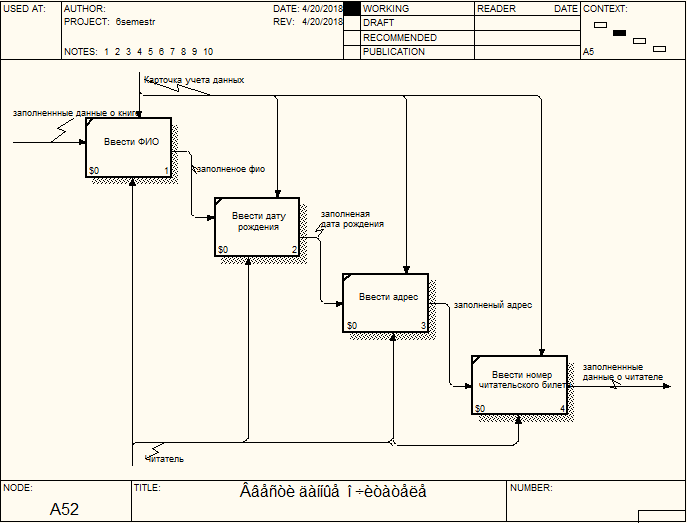 USED AT:
AUTHOR:
DATE: 4/20/2018
WORKING
READER
DATE
CONTEXT:
PROJECT: 6semestr
REV: 4/20/2018
DRAFT
RECOMMENDED
NOTES: 1 2 3 4 5 6 7 8 9 10
PUBLICATION
A5
Карточка учета данных
заполненнные данные о книге
Ввести ФИО
$0
1
заполненое фио
Ввести дату
рождения
$0
2
заполненая
дата рождения
Ввести адрес
$0
3
заполненый адрес
Ввести номер
читательского билет
$0
4
заполненнные
данные о читателе
Читатель
NODE:
TITLE:
Ââåñòè äàííûå î ÷èòàòåëå
NUMBER:
A52